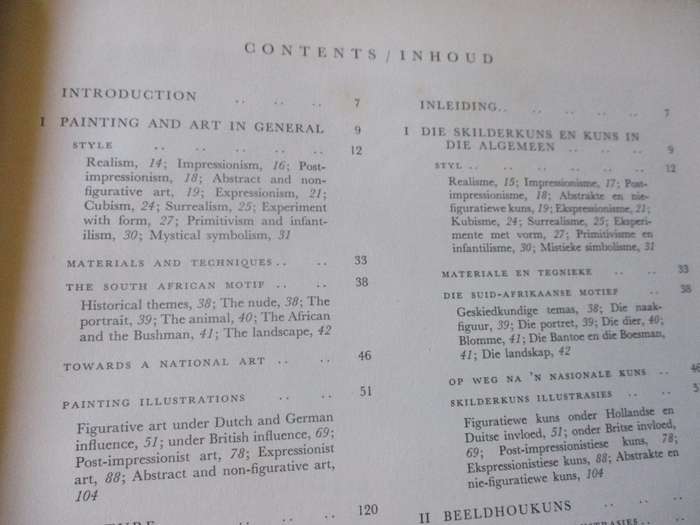 CONTENTS / INHOUD
INTRODUCTION .. .. .. 7
I PAINTING AND ART IN GENERAL 9
STYLE .. .. .. .. .. 12
Realism, 14; Impressionism, 16; Post-
impressionism, 18; Abstract and non-
figurative art, 19; Expressionism, 21;
Cubism, 24; Surrealism, 25; Experiment
with form, 27; Primitivism and infant-
ilism, 30; Mystical symbolism, 31
MATERIALS AND TECHNIQUES .. .. 33
THE SOUTH AFRICAN MOTIF .. .. 38
Historical themes, 38; The nude, 38; The
portrait, 39; The animal, 40; The African
and the Bushman, 41; The landscape, 42
TOWARDS A NATIONAL ART .. .. 46
PAINTING ILLUSTRATIONS .. .. 51
Figurative art under Dutch and German
influence, 51; under British influence, 69;
Post-impressionist art, 78; Expressionist
art, 88; Abstract and non-figurative art,
104
120
INLEIDING .. .. .. .. .. 7
I DIE SKILDERKUNS EN KUNS IN
DIE ALGEMEEN .. .. .. 9
STYL .. .. .. .. .. .. 12
Realisme, 15; Impressionisme, 17; Post-
impressionisme, 18; Abstrakte en nie-
figuratiewe kuns, 19; Ekspressionisme, 21;
Kubisme, 24; Surrealisme, 25; Eksperi-
mente met vorm, 27; Primitivisme en
infantilisme, 30; Mistieke simbolisme, 31
MATERIALE EN TEGNIEKE .. .. 33
DIE SUID-AFRIKAANSE MOTIEF .. .. 38
Geskiedkundige temas, 38; Die naak-
figuur, 39; Die portret, 39; Die dier, 40;
Blomme, 41; Die Bantoe en die Boesman,
41; Die landskap, 42
OP WEG NA 'N NASIONALE KUNS .. 46
SKILDERKUNS ILLUSTRASIES .. .. 5
Figuratiewe kuns onder Hollandse en
Duitse invloed, 51; onder Britse invloed,
69; Post-impressionistiese kuns, 78;
Ekspressionistiese kuns, 88; Abstrakte en
nie-figuratiewe kuns, 104
II BEELDHOUKUNS .. .. ..